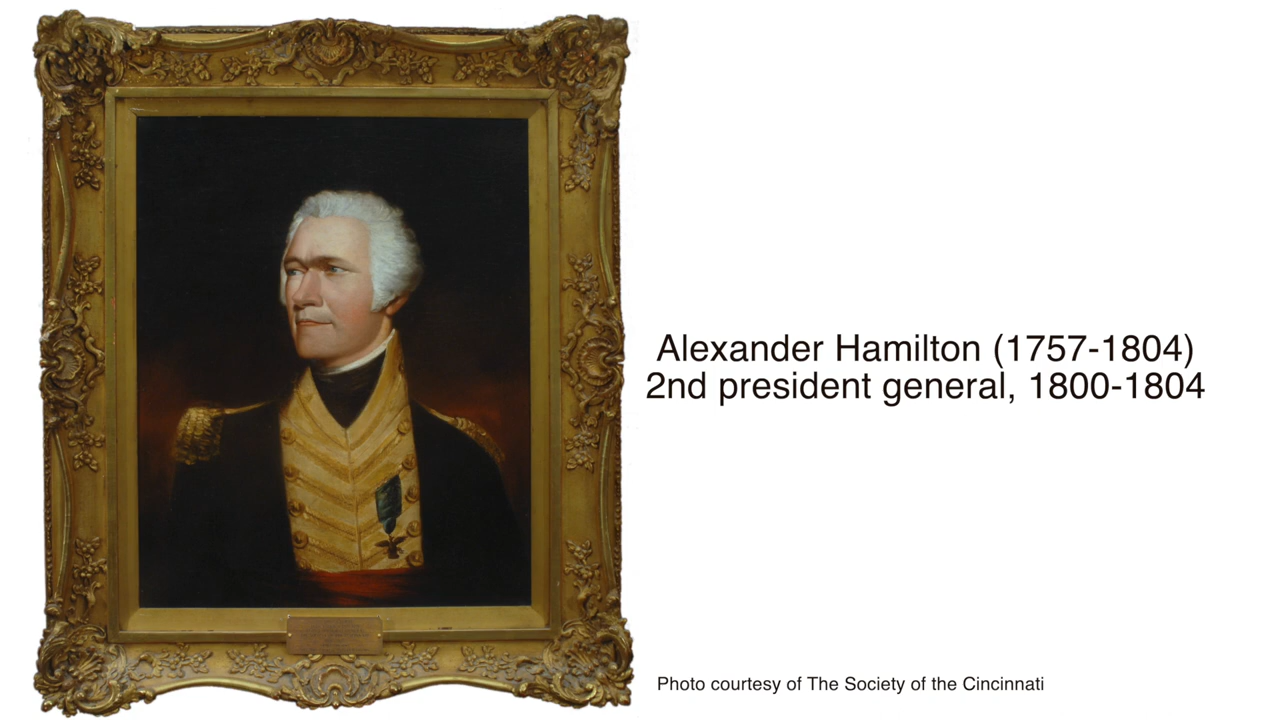 Alexander Hamilton (1757-1804)
2nd president general, 1800-1804
Photo courtesy of The Society of the Cincinnati